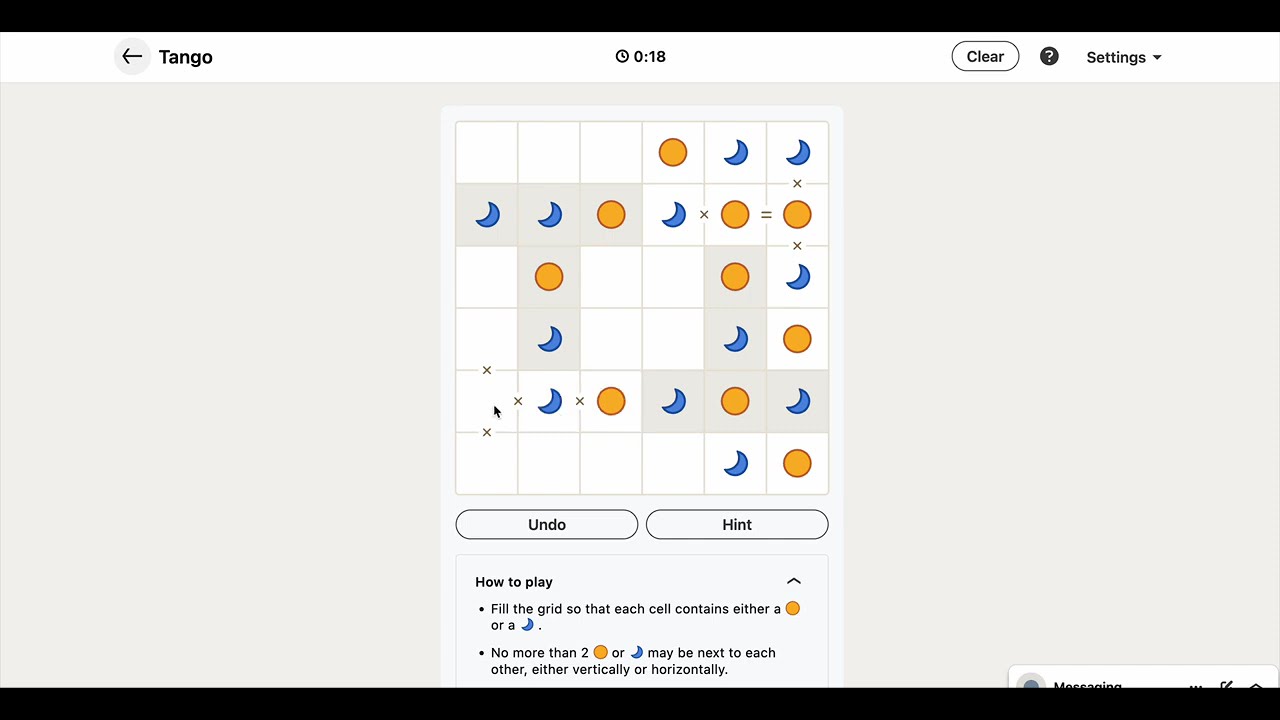 Tango
0:18
Clear
?
Settings
×
× =
×
×
× ×
×
Undo
Hint
How to play
• Fill the grid so that each cell contains either a
or a .
• No more than 2 or may be next to each
other, either vertically or horizontally.
Messaging